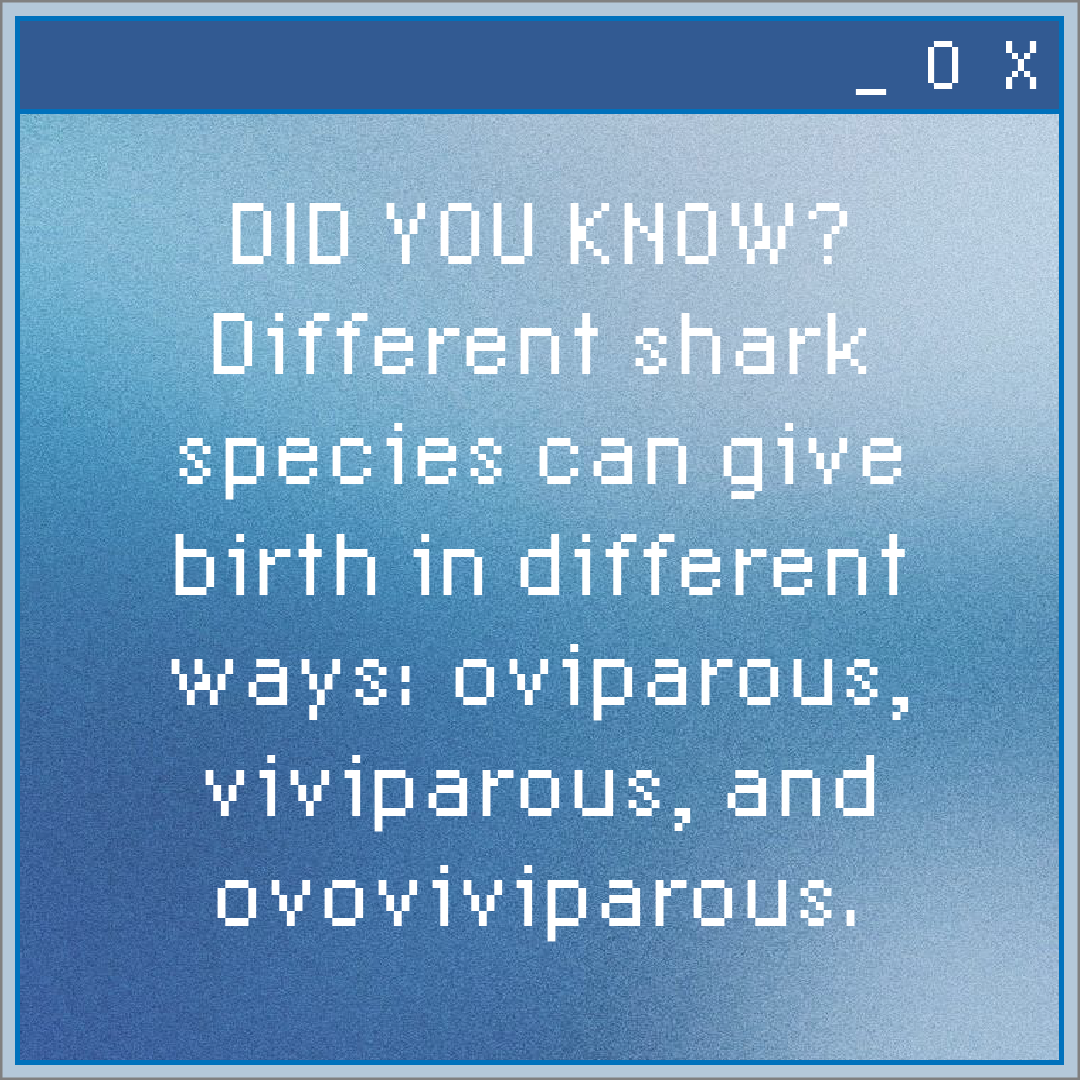 _ O X
DID YOU KNOW?
Different shark
species can give
birth in different
ways: oviparous,
viviparous, and
ovoviviparous.